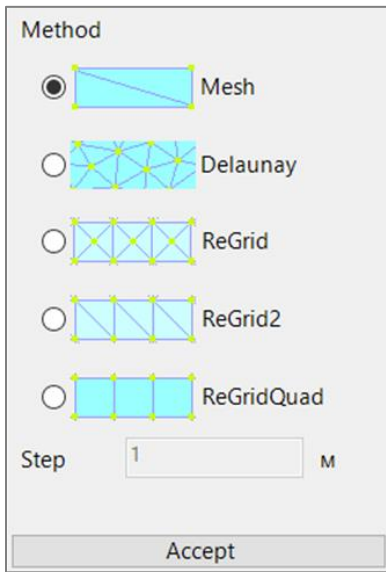 Method
Mesh
Delaunay
ReGrid
ReGrid2
ReGridQuad
Step 1 м
Accept